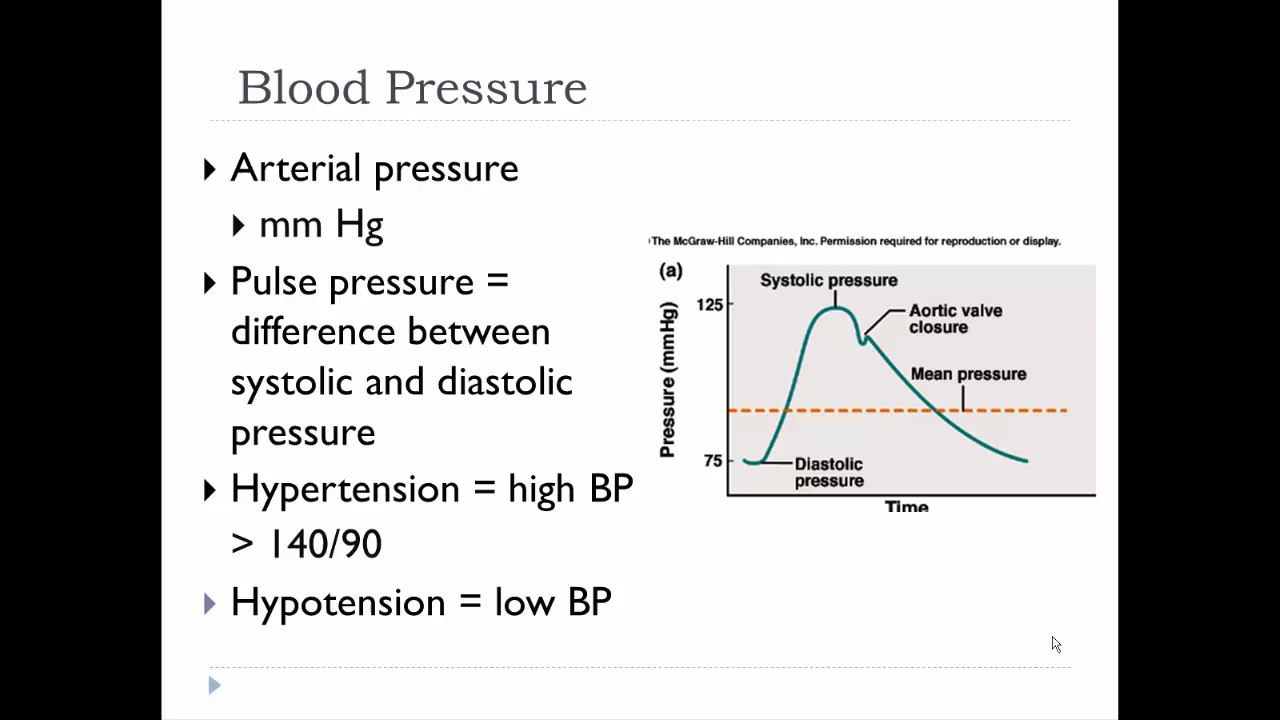 Blood Pressure
Arterial pressure
mm Hg
Pulse pressure =
difference between
systolic and diastolic
pressure
Hypertension = high BP
> 140/90
Hypotension = low BP
The McGraw-Hill Companies, Inc. Permission required for reproduction or display.
(a)
Pressure (mmHg)
125
75
Systolic pressure
Aortic valve
closure
Mean pressure
Diastolic
pressure
Time